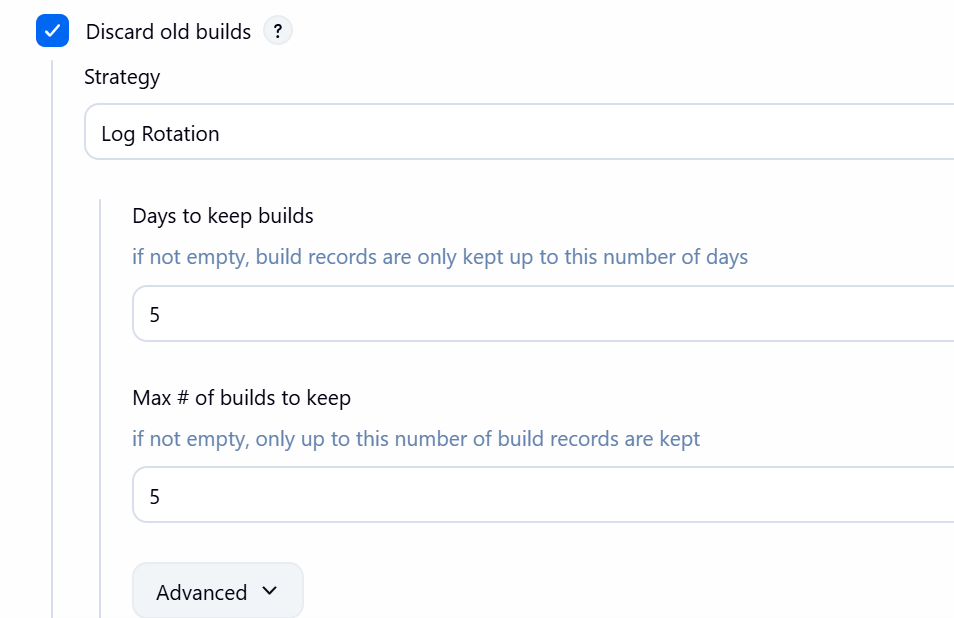 Discard old builds ?
Strategy
Log Rotation
Days to keep builds
if not empty, build records are only kept up to this number of days
5
Max # of builds to keep
if not empty, only up to this number of build records are kept
5
Advanced